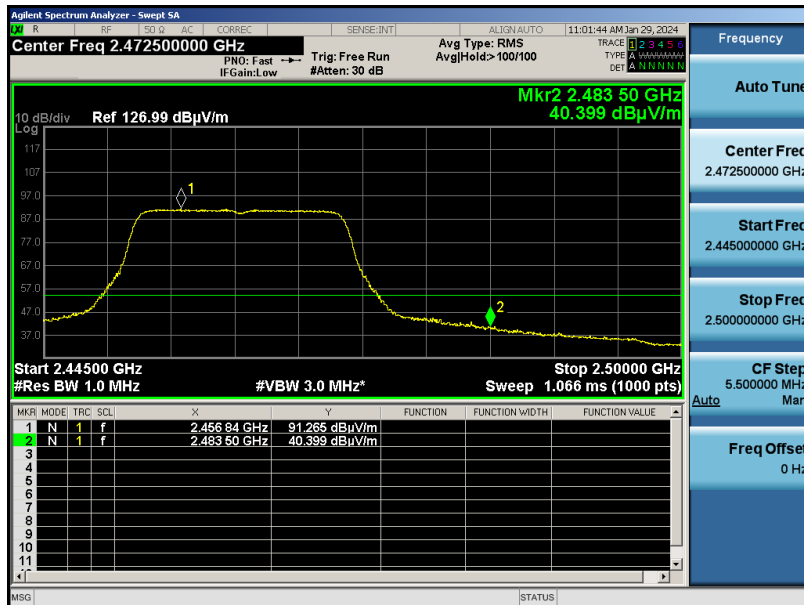 Agilent Spectrum Analyzer - Swept SA
LXI R RF 50 Ω AC CORREC SENSE:INT ALIGN AUTO 11:01:44 AM Jan 29, 2024
Center Freq 2.472500000 GHz
PNO: Fast
IFGain:Low
Trig: Free Run
#Atten: 30 dB
Avg Type: RMS
Avg|Hold:>100/100
TRACE 1 2 3 4 5 6
TYPE A WWWWW
DET A N N N N N
Mkr2 2.483 50 GHz
40.399 dBµV/m
10 dB/div Ref 126.99 dBµV/m
Log
117
107
97.0
87.0
77.0
67.0
57.0
47.0
37.0
1
2
Start 2.44500 GHz Stop 2.50000 GHz
#Res BW 1.0 MHz #VBW 3.0 MHz* Sweep 1.066 ms (1000 pts)
MKR MODE TRC SCL X Y FUNCTION FUNCTION WIDTH FUNCTION VALUE
1 N 1 f 2.456 84 GHz 91.265 dBµV/m
2 N 1 f 2.483 50 GHz 40.399 dBµV/m
3
4
5
6
7
8
9
10
11
MSG STATUS
Frequency
Auto Tune
Center Freq
2.472500000 GHz
Start Freq
2.445000000 GHz
Stop Freq
2.500000000 GHz
CF Step
5.500000 MHz
Auto Man
Freq Offset
0 Hz